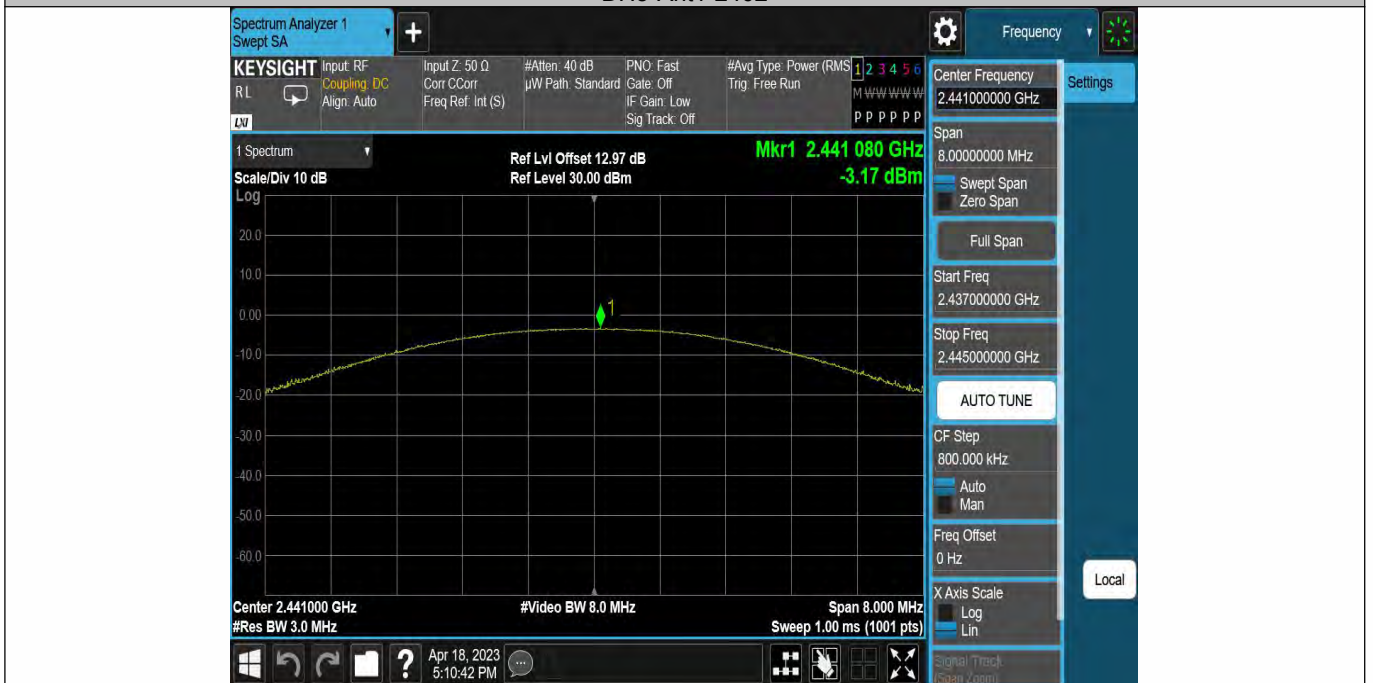 Spectrum Analyzer 1
Swept SA
+
Frequency
KEYSIGHT
RL
LXI
Input: RF
Coupling: DC
Align: Auto
Input Z: 50 Ω
Corr CCorr
Freq Ref: Int (S)
#Atten: 40 dB
µW Path: Standard
PNO: Fast
Gate: Off
IF Gain: Low
Sig Track: Off
#Avg Type: Power (RMS
Trig: Free Run
1 2 3 4 5 6
M W W W W W
P P P P P P
1 Spectrum
Scale/Div 10 dB
Log
Ref Lvl Offset 12.97 dB
Ref Level 30.00 dBm
Mkr1 2.441 080 GHz
-3.17 dBm
20.0
10.0
0.00
-10.0
-20.0
-30.0
-40.0
-50.0
-60.0
1
Center 2.441000 GHz
#Res BW 3.0 MHz
#Video BW 8.0 MHz
Span 8.000 MHz
Sweep 1.00 ms (1001 pts)
?
Apr 18, 2023
5:10:42 PM
Center Frequency
2.441000000 GHz
Settings
Span
8.00000000 MHz
Swept Span
Zero Span
Full Span
Start Freq
2.437000000 GHz
Stop Freq
2.445000000 GHz
AUTO TUNE
CF Step
800.000 kHz
Auto
Man
Freq Offset
0 Hz
X Axis Scale
Log
Lin
Local
Signal Track
(Span Zoom)